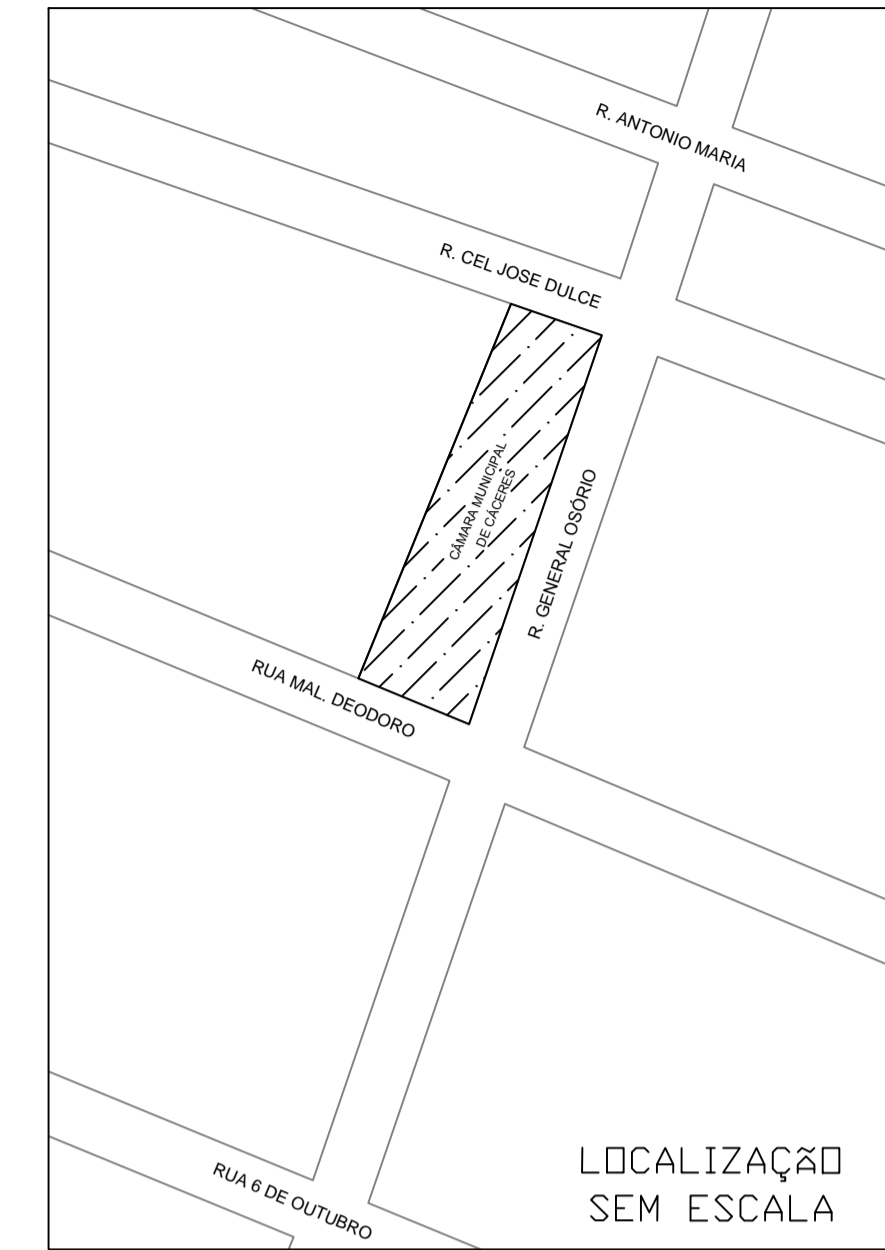 R. ANTONIO MARIA
R. CEL JOSE DULCE
CÂMARA MUNICIPAL
DE CÁCERES
R. GENERAL OSÓRIO
RUA MAL. DEODORO
RUA 6 DE OUTUBRO
LOCALIZAÇÃO
SEM ESCALA